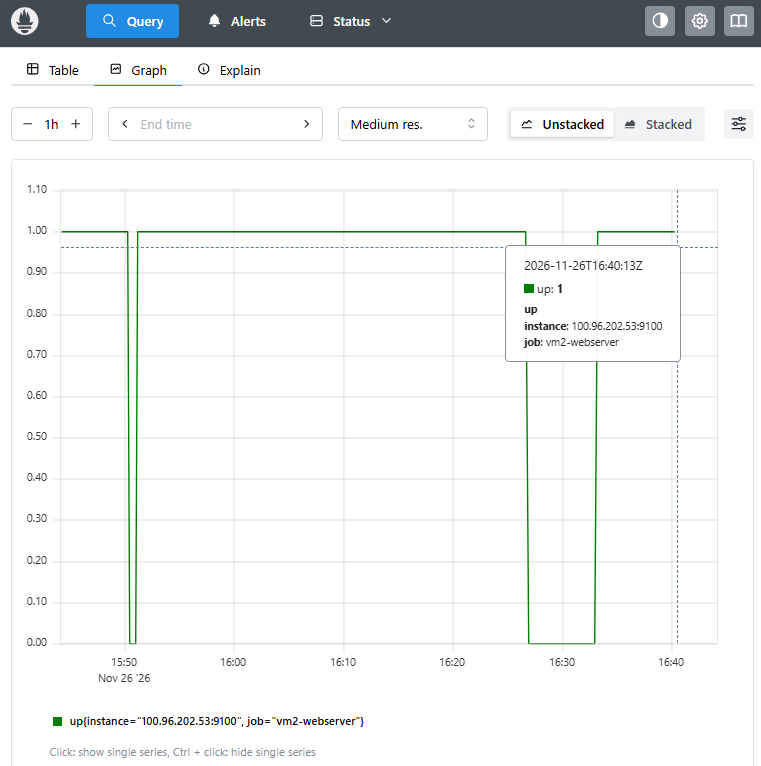 Query Alerts Status
Table Graph Explain
− 1h + End time Medium res. Unstacked Stacked
1.10
1.00
0.90
0.80
0.70
0.60
0.50
0.40
0.30
0.20
0.10
0.00
2026-11-26T16:40:13Z
up: 1
up
instance: 100.96.202.53:9100
job: vm2-webserver
15:50 16:00 16:10 16:20 16:30 16:40
Nov 26 '26
up{instance="100.96.202.53:9100", job="vm2-webserver"}
Click: show single series, Ctrl + click: hide single series